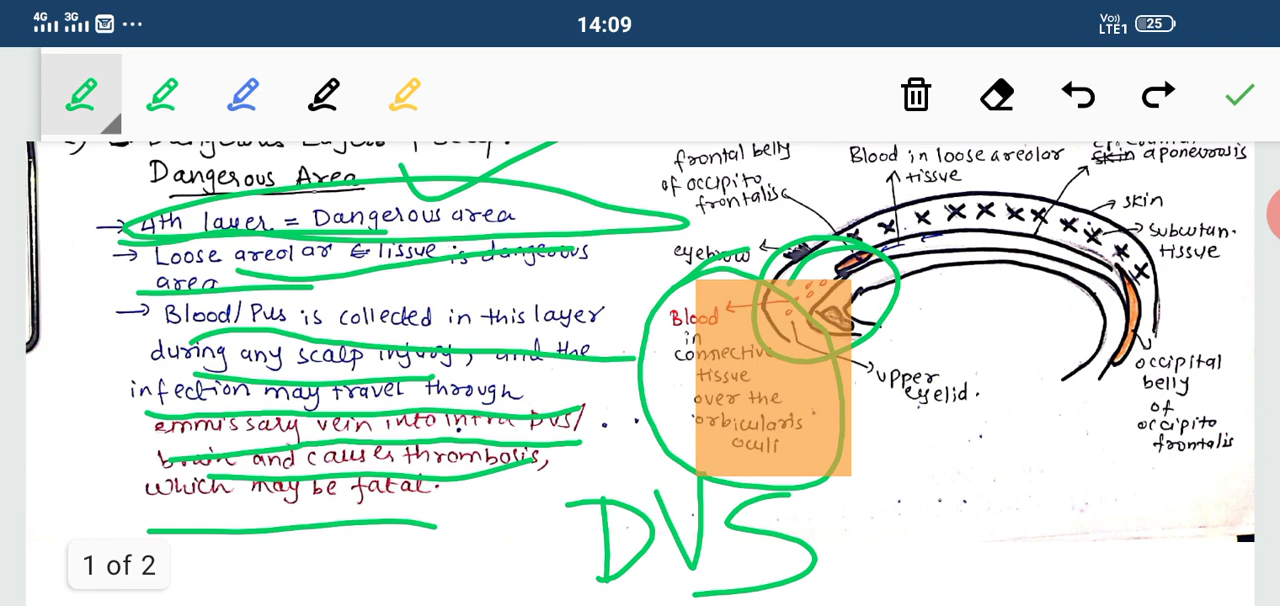 4G 3G
14:09
Vo))
LTE1
25
Dangerous Area
→ 4th layer = Dangerous area
→ Loose areolar tissue is dangerous
area
→ Blood/Pus is collected in this layer
during any scalp injury, and the
infection may travel through
emmissary vein into intra DVS/
brain and causes thrombosis,
which may be fatal.
frontal belly
of occipito
frontalis
Blood in loose areolor
tissue
skin aponeurosis
skin
subcutan.
tissue
eyebrow
Blood
in
connective
tissue
over the
orbicularis
oculi
upper
eyelid.
occipital
belly
of
occipito
frontalis
DVS
1 of 2